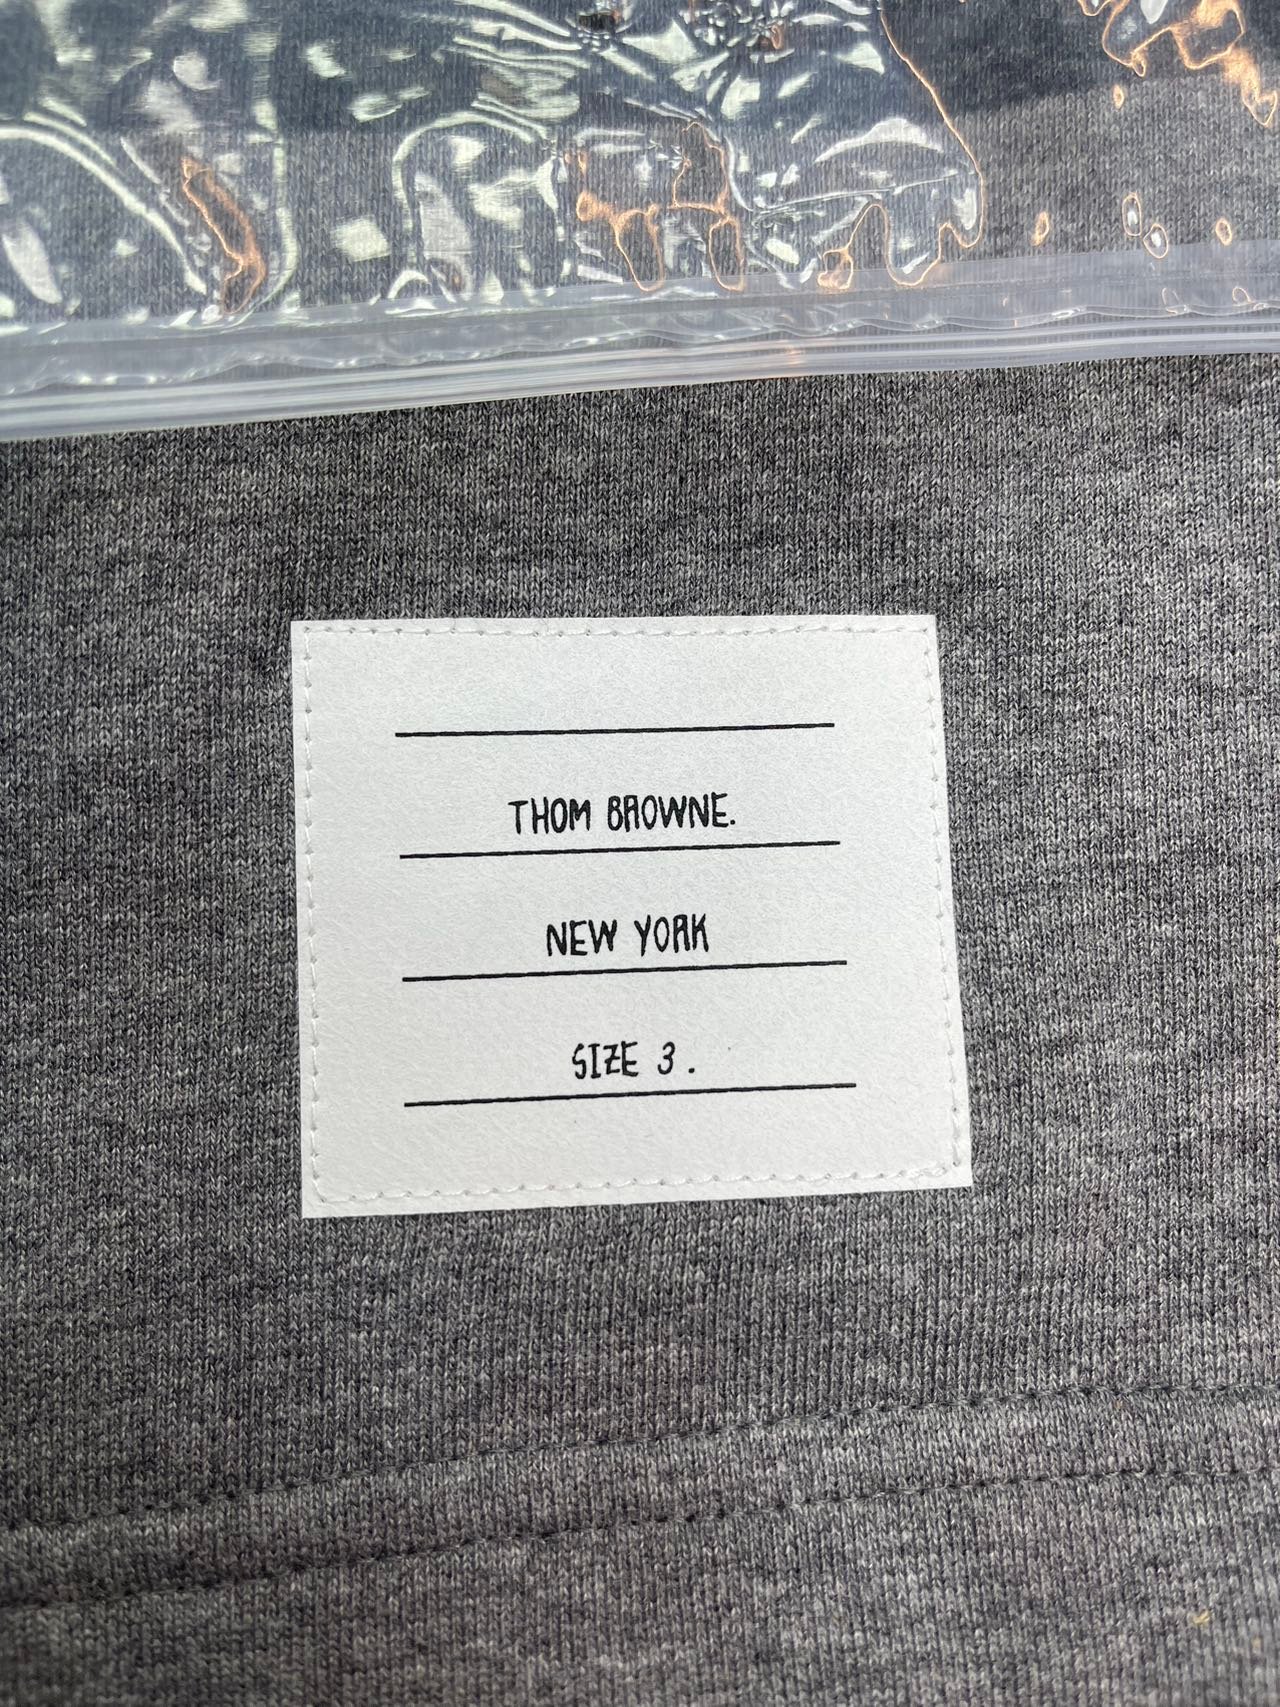 THOM BROWNE.
NEW YORK
SIZE 3.